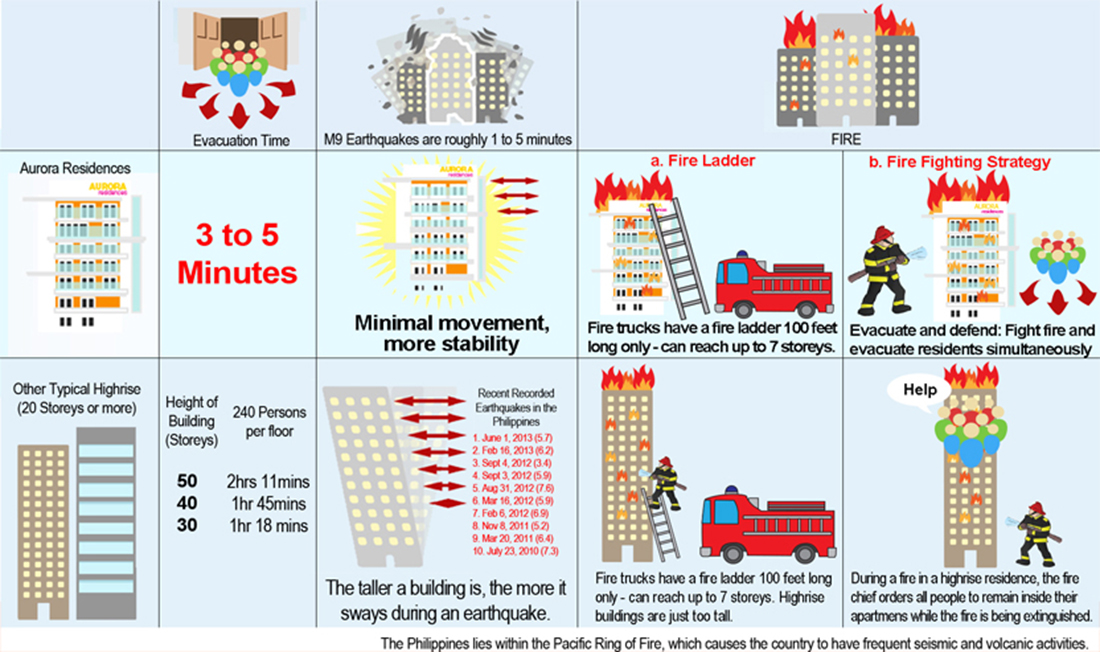 Evacuation Time
M9 Earthquakes are roughly 1 to 5 minutes
FIRE
Aurora Residences
AURORA
residences
3 to 5
Minutes
AURORA
residences
Minimal movement,
more stability
a. Fire Ladder
AURORA
residences
Fire trucks have a fire ladder 100 feet
long only - can reach up to 7 storeys.
b. Fire Fighting Strategy
AURORA
residences
Evacuate and defend: Fight fire and
evacuate residents simultaneously
Other Typical Highrise
(20 Storeys or more)
Height of
Building
(Storeys)
240 Persons
per floor
50 2hrs 11mins
40 1hr 45mins
30 1hr 18 mins
Recent Recorded
Earthquakes in the
Philippines
1. June 1, 2013 (5.7)
2. Feb 16, 2013 (6.2)
3. Sept 4, 2012 (3.4)
4. Sept 3, 2012 (5.9)
5. Aug 31, 2012 (7.6)
6. Mar 16, 2012 (5.9)
7. Feb 6, 2012 (6.9)
8. Nov 8, 2011 (5.2)
9. Mar 20, 2011 (6.4)
10. July 23, 2010 (7.3)
The taller a building is, the more it
sways during an earthquake.
Fire trucks have a fire ladder 100 feet long
only - can reach up to 7 storeys. Highrise
buildings are just too tall.
Help
During a fire in a highrise residence, the fire
chief orders all people to remain inside their
apartmens while the fire is being extinguished.
The Philippines lies within the Pacific Ring of Fire, which causes the country to have frequent seismic and volcanic activities.